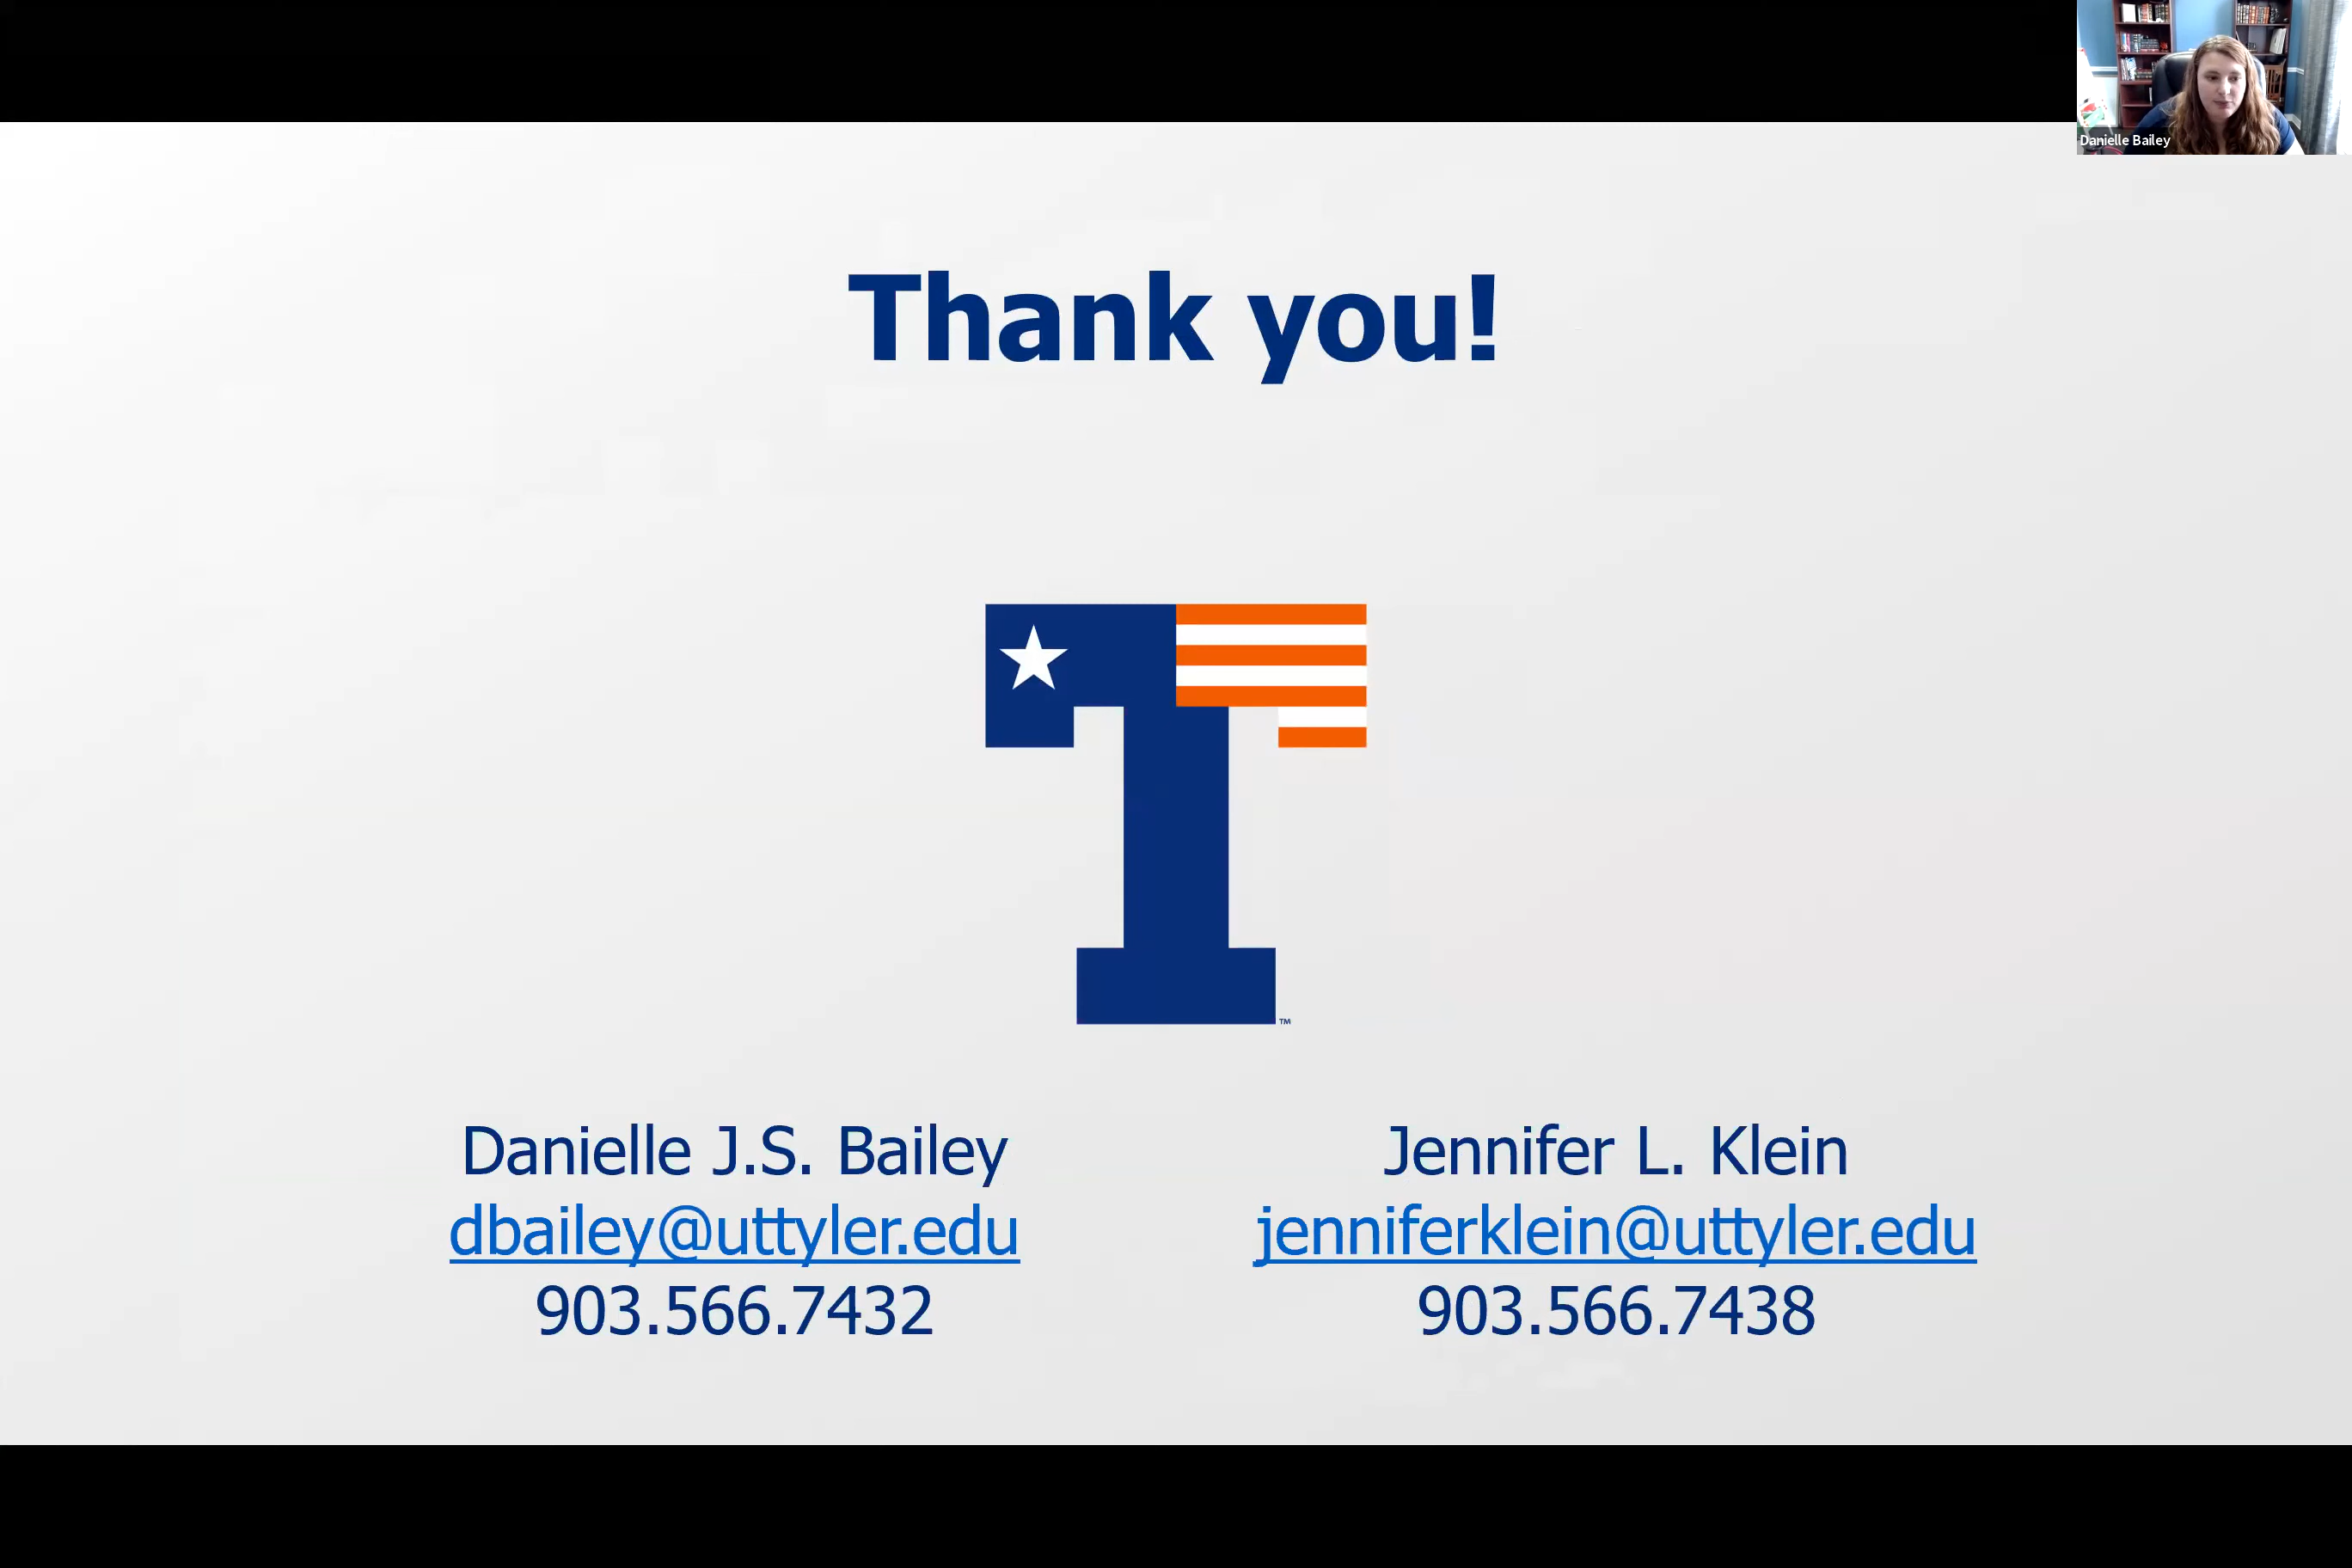 Danielle Bailey
Thank you!
TM
Danielle J.S. Bailey
dbailey@uttyler.edu
903.566.7432
Jennifer L. Klein
jenniferklein@uttyler.edu
903.566.7438